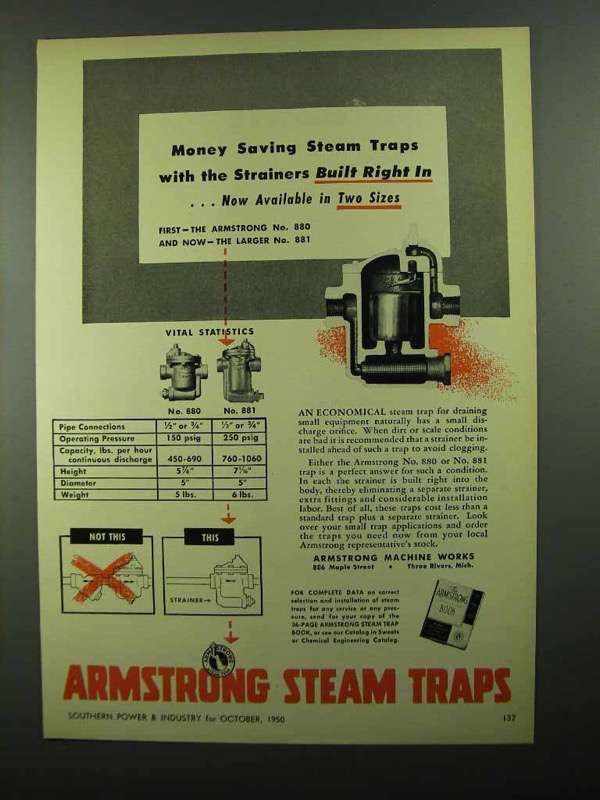 Money Saving Steam Traps
with the Strainers Built Right In
. . . Now Available in Two Sizes
FIRST—THE ARMSTRONG No. 880
AND NOW—THE LARGER No. 881
VITAL STATISTICS
No. 880 No. 881
Pipe Connections ½" or ¾" ½" or ¾"
Operating Pressure 150 psig 250 psig
Capacity, lbs. per hour
continuous discharge 450-690 760-1060
Height
Diameter 5" 5"
Weight 5 lbs. 6 lbs.
NOT THIS
THIS
STRAINER→
AN ECONOMICAL steam trap for draining
small equipment naturally has a small dis-
charge orifice. When dirt or scale conditions
are bad it is recommended that a strainer be in-
stalled ahead of such a trap to avoid clogging.
Either the Armstrong No. 880 or No. 881
trap is a perfect answer for such a condition.
In each the strainer is built right into the
body, thereby eliminating a separate strainer,
extra fittings and considerable installation
labor. Best of all, these traps cost less than a
standard trap plus a separate strainer. Look
over your small trap applications and order
the traps you need now from your local
Armstrong representative's stock.
ARMSTRONG MACHINE WORKS
886 Maple Street • Three Rivers, Mich.
FOR COMPLETE DATA on correct
selection and installation of steam
traps for any service or any pres-
sure, send for your copy of the
36-PAGE ARMSTRONG STEAM TRAP
BOOK, or see our Catalog in Sweets
or Chemical Engineering Catalog.
The
ARMSTRONG
BOOK
ARMSTRONG STEAM TRAPS
SOUTHERN POWER & INDUSTRY for OCTOBER, 1950
137